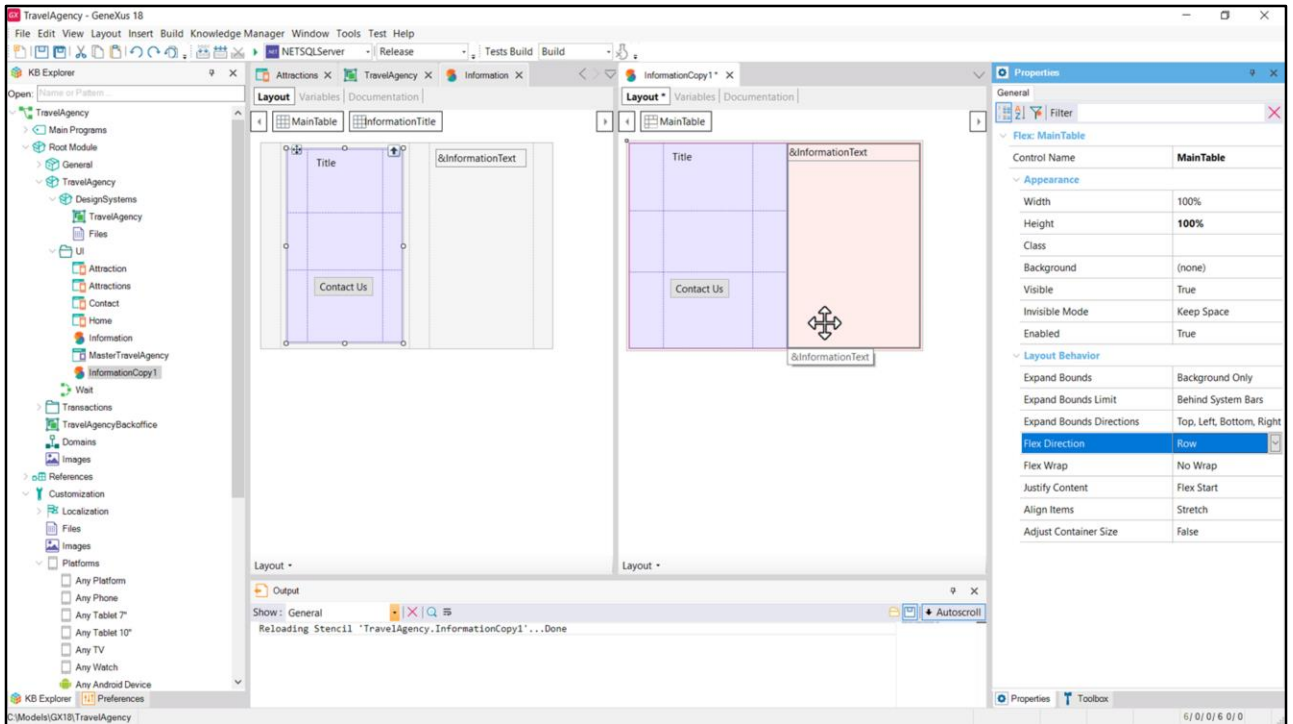 GX TravelAgency - GeneXus 18
File Edit View Layout Insert Build Knowledge Manager Window Tools Test Help
NETSQLServer Release Tests Build Build
KB Explorer
Open: Name or Pattern...
TravelAgency
Main Programs
Root Module
General
TravelAgency
DesignSystems
TravelAgency
Files
UI
Attraction
Attractions
Contact
Home
Information
MasterTravelAgency
InformationCopy1
Wait
Transactions
TravelAgencyBackoffice
Domains
Images
References
Customization
Localization
Files
Images
Platforms
Any Platform
Any Phone
Any Tablet 7"
Any Tablet 10"
Any TV
Any Watch
Any Android Device
KB Explorer Preferences
C:\Models\GX18\TravelAgency
Attractions TravelAgency Information
Layout Variables Documentation
MainTable InformationTitle
Title
&InformationText
Contact Us
Layout
InformationCopy1*
Layout * Variables Documentation
MainTable
Title
&InformationText
Contact Us
&InformationText
Layout
Output
Show: General Autoscroll
Reloading Stencil 'TravelAgency.InformationCopy1'...Done
Properties
General
Filter
Flex: MainTable
Control Name MainTable
Appearance
Width 100%
Height 100%
Class
Background (none)
Visible True
Invisible Mode Keep Space
Enabled True
Layout Behavior
Expand Bounds Background Only
Expand Bounds Limit Behind System Bars
Expand Bounds Directions Top, Left, Bottom, Right
Flex Direction Row
Flex Wrap No Wrap
Justify Content Flex Start
Align Items Stretch
Adjust Container Size False
Properties Toolbox
6/0/0/6 0/0